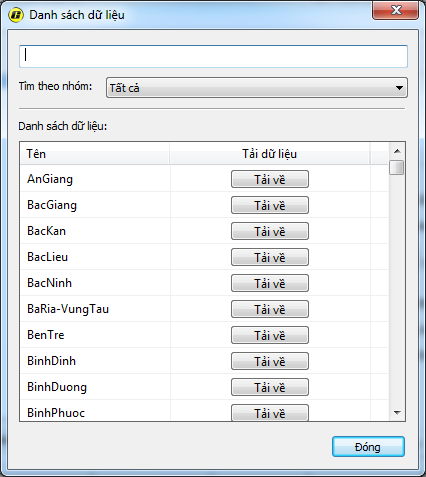 Danh sách dữ liệu
Tìm theo nhóm: Tất cả
Danh sách dữ liệu:
Tên Tải dữ liệu
AnGiang Tải về
BacGiang Tải về
BacKan Tải về
BacLieu Tải về
BacNinh Tải về
BaRia-VungTau Tải về
BenTre Tải về
BinhDinh Tải về
BinhDuong Tải về
BinhPhuoc Tải về
Đóng